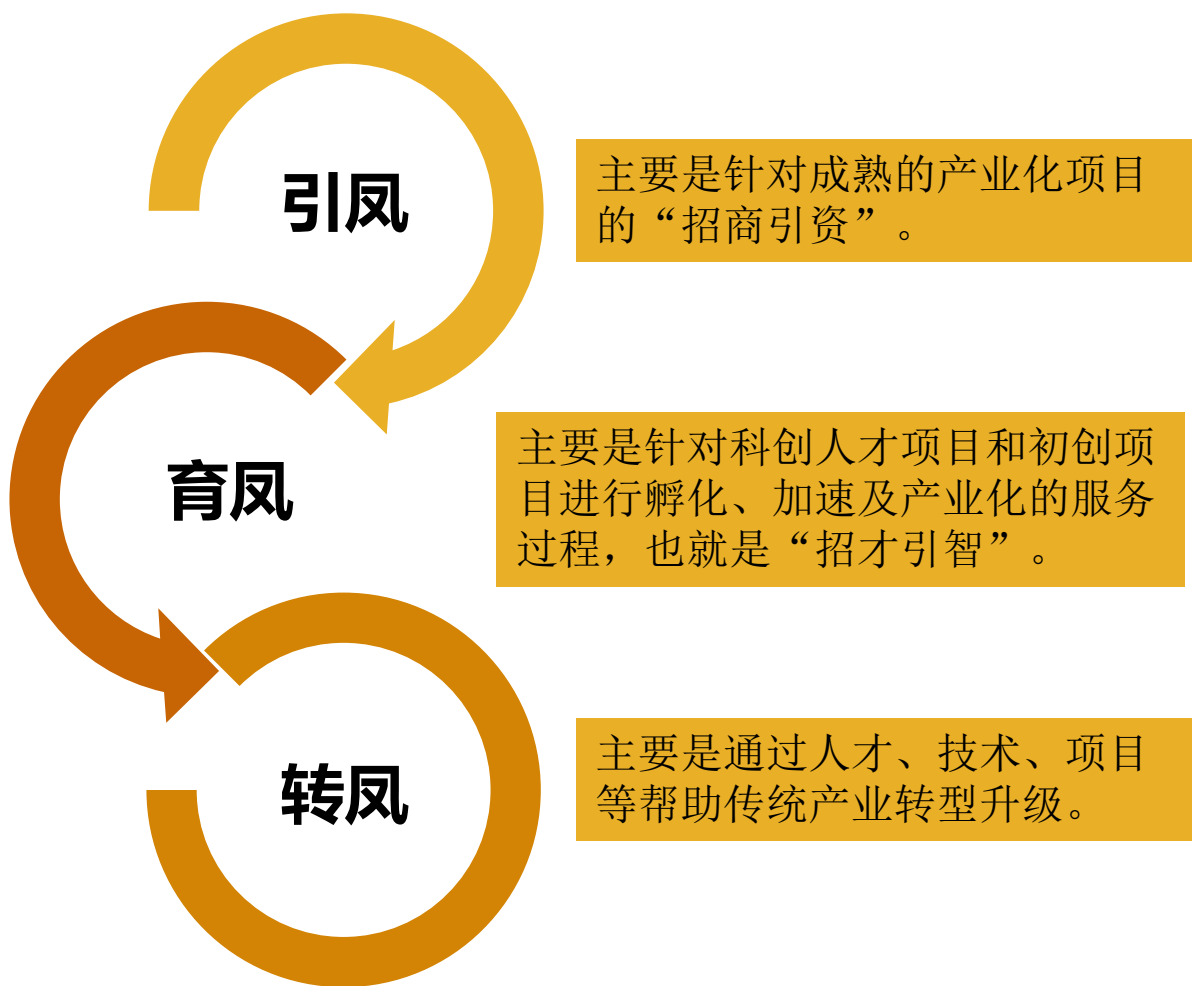 引凤
主要是针对成熟的产业化项目
的“招商引资”。
育凤
主要是针对科创人才项目和初创项
目进行孵化、加速及产业化的服务
过程，也就是“招才引智”。
转凤
主要是通过人才、技术、项目
等帮助传统产业转型升级。